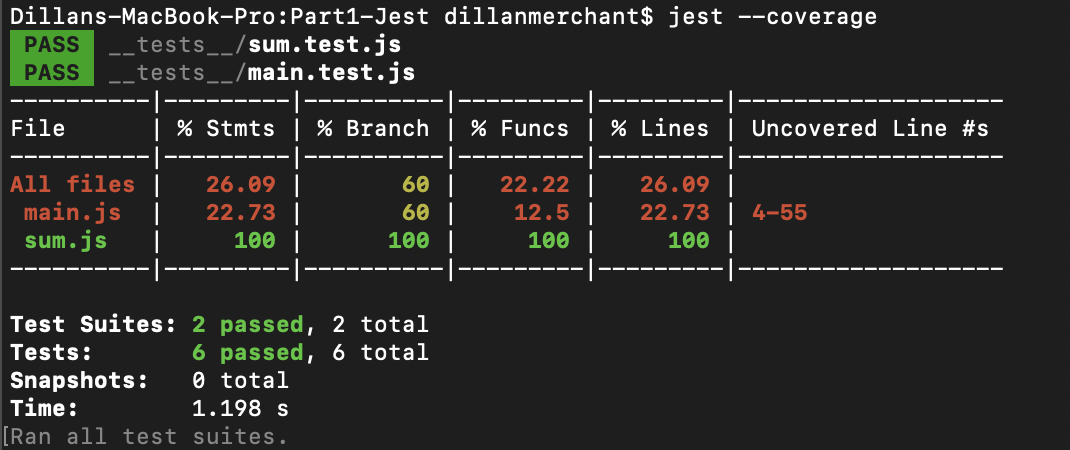 Dillans-MacBook-Pro:Part1-Jest dillanmerchant$ jest --coverage
 PASS  __tests__/sum.test.js
 PASS  __tests__/main.test.js
----------|---------|----------|---------|---------|-------------------
File      | % Stmts | % Branch | % Funcs | % Lines | Uncovered Line #s
----------|---------|----------|---------|---------|-------------------
All files |   26.09 |       60 |   22.22 |   26.09 |
 main.js  |   22.73 |       60 |    12.5 |   22.73 | 4-55
 sum.js   |     100 |      100 |     100 |     100 |
----------|---------|----------|---------|---------|-------------------

Test Suites: 2 passed, 2 total
Tests:       6 passed, 6 total
Snapshots:   0 total
Time:        1.198 s
[Ran all test suites.